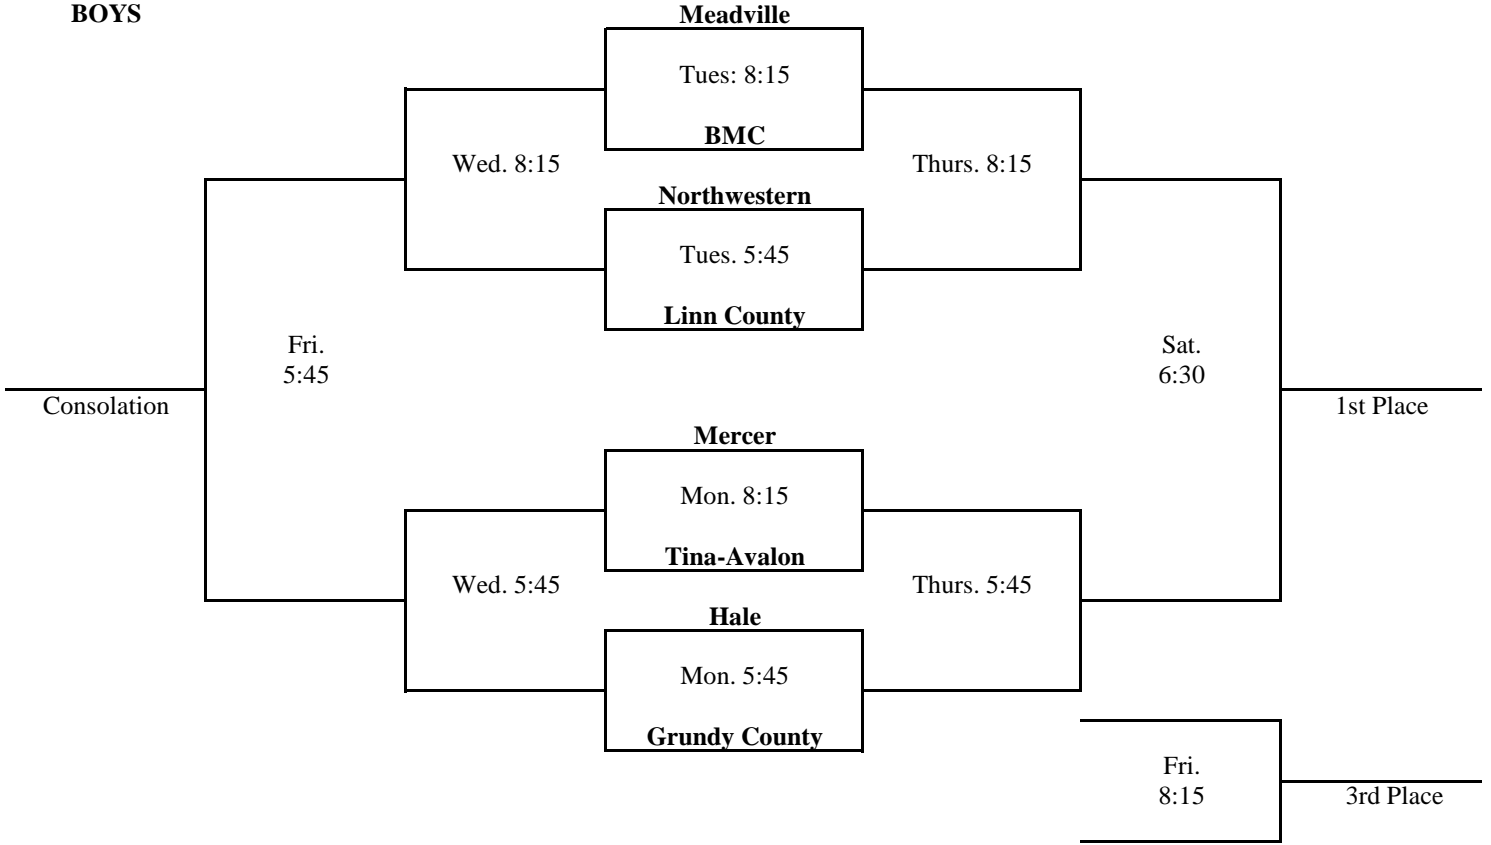 BOYS
Meadville
Tues: 8:15
BMC
Wed. 8:15
Thurs. 8:15
Northwestern
Tues. 5:45
Linn County
Fri.
5:45
Sat.
6:30
Consolation
1st Place
Mercer
Mon. 8:15
Tina-Avalon
Wed. 5:45
Thurs. 5:45
Hale
Mon. 5:45
Grundy County
Fri.
8:15
3rd Place